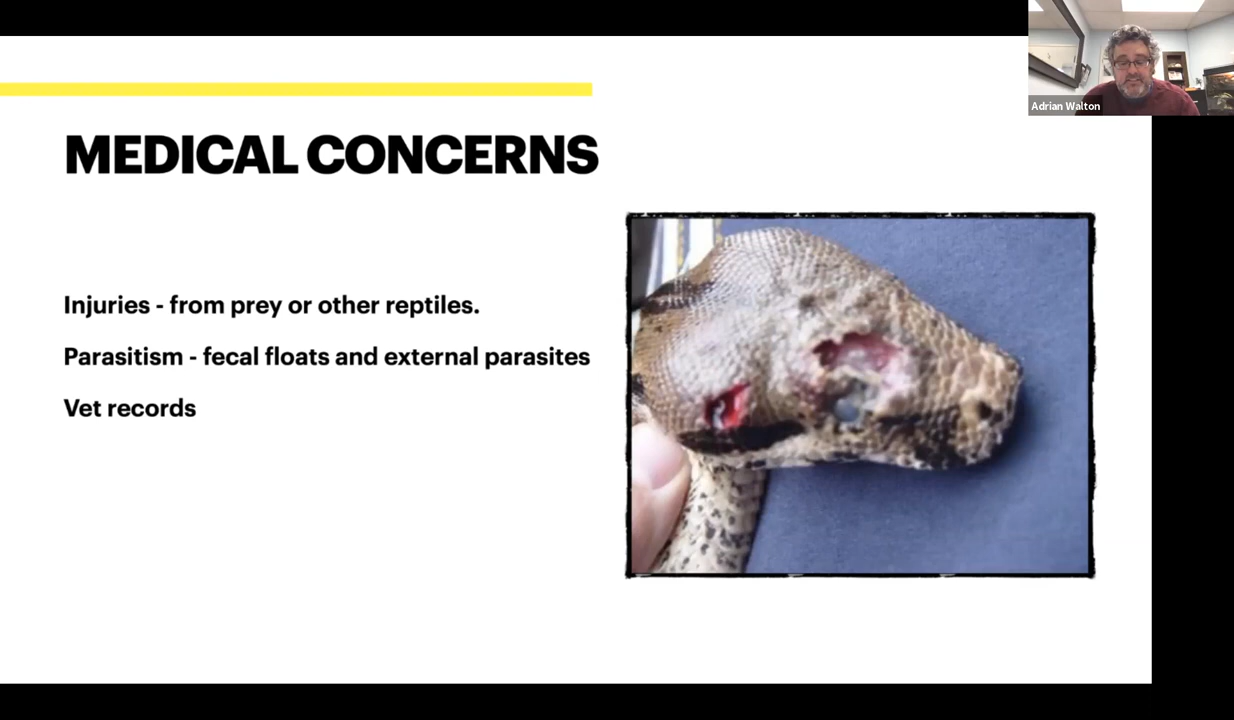 Adrian Walton
MEDICAL CONCERNS
Injuries - from prey or other reptiles.
Parasitism - fecal floats and external parasites
Vet records